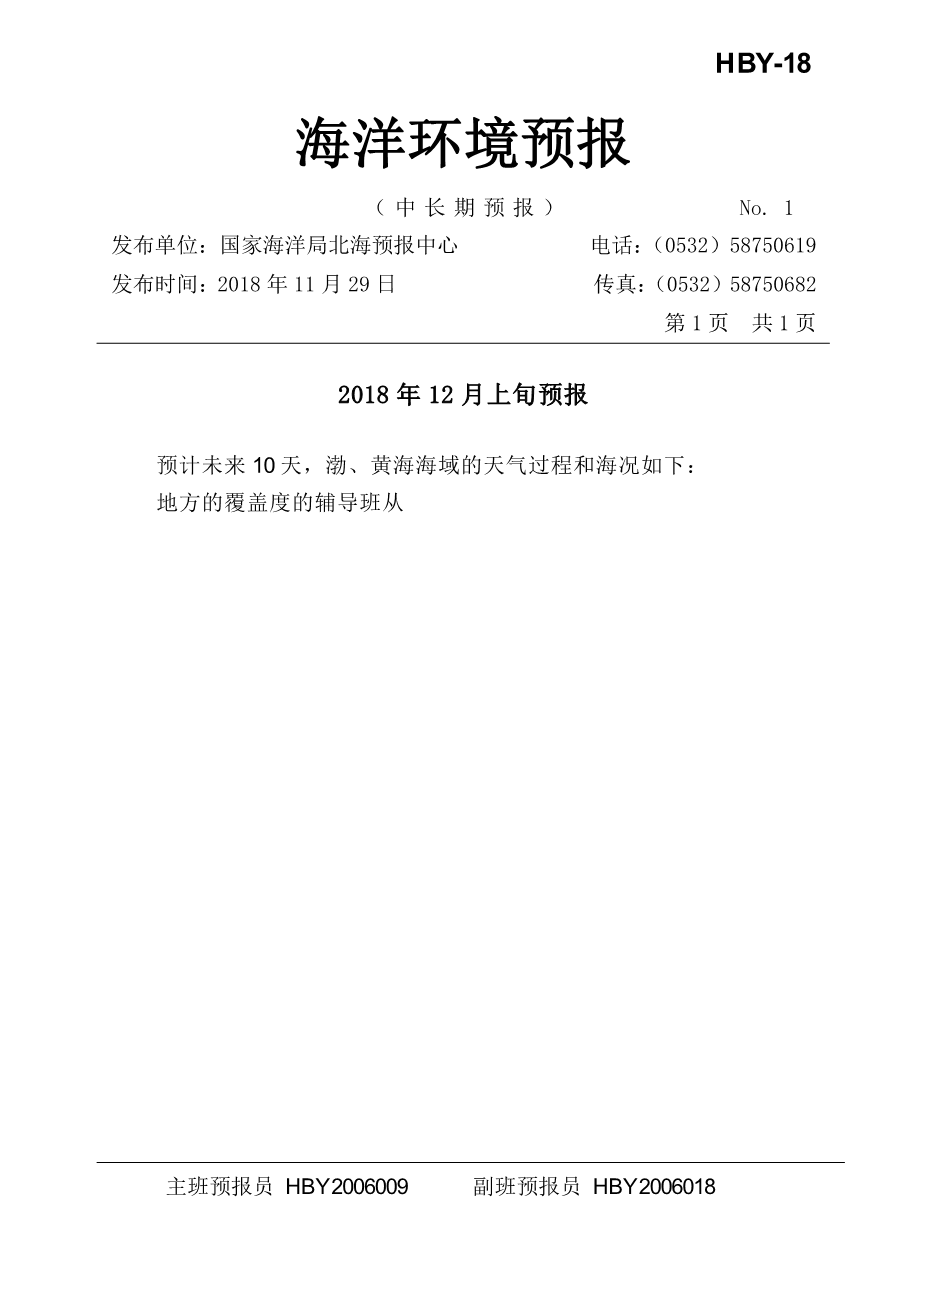 HBY-18
海洋环境预报
（中长期预报） No. 1
发布单位：国家海洋局北海预报中心 电话：（0532）58750619
发布时间：2018 年 11 月 29 日 传真：（0532）58750682
第 1 页 共 1 页
2018 年 12 月上旬预报
预计未来 10 天，渤、黄海海域的天气过程和海况如下：
地方的覆盖度的辅导班从
主班预报员 HBY2006009 副班预报员 HBY2006018